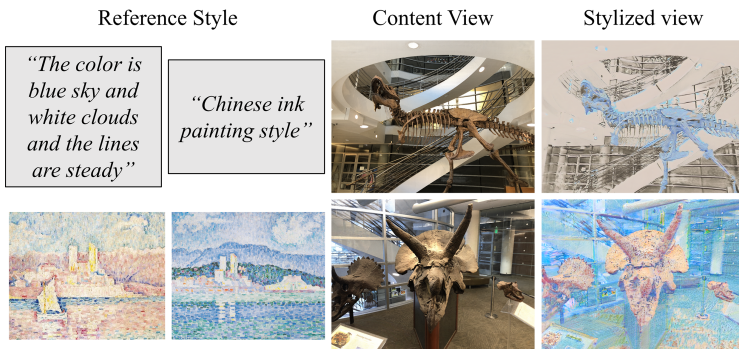 Reference Style
Content View
Stylized view
“The color is
blue sky and
white clouds
and the lines
are steady”
“Chinese ink
painting style”